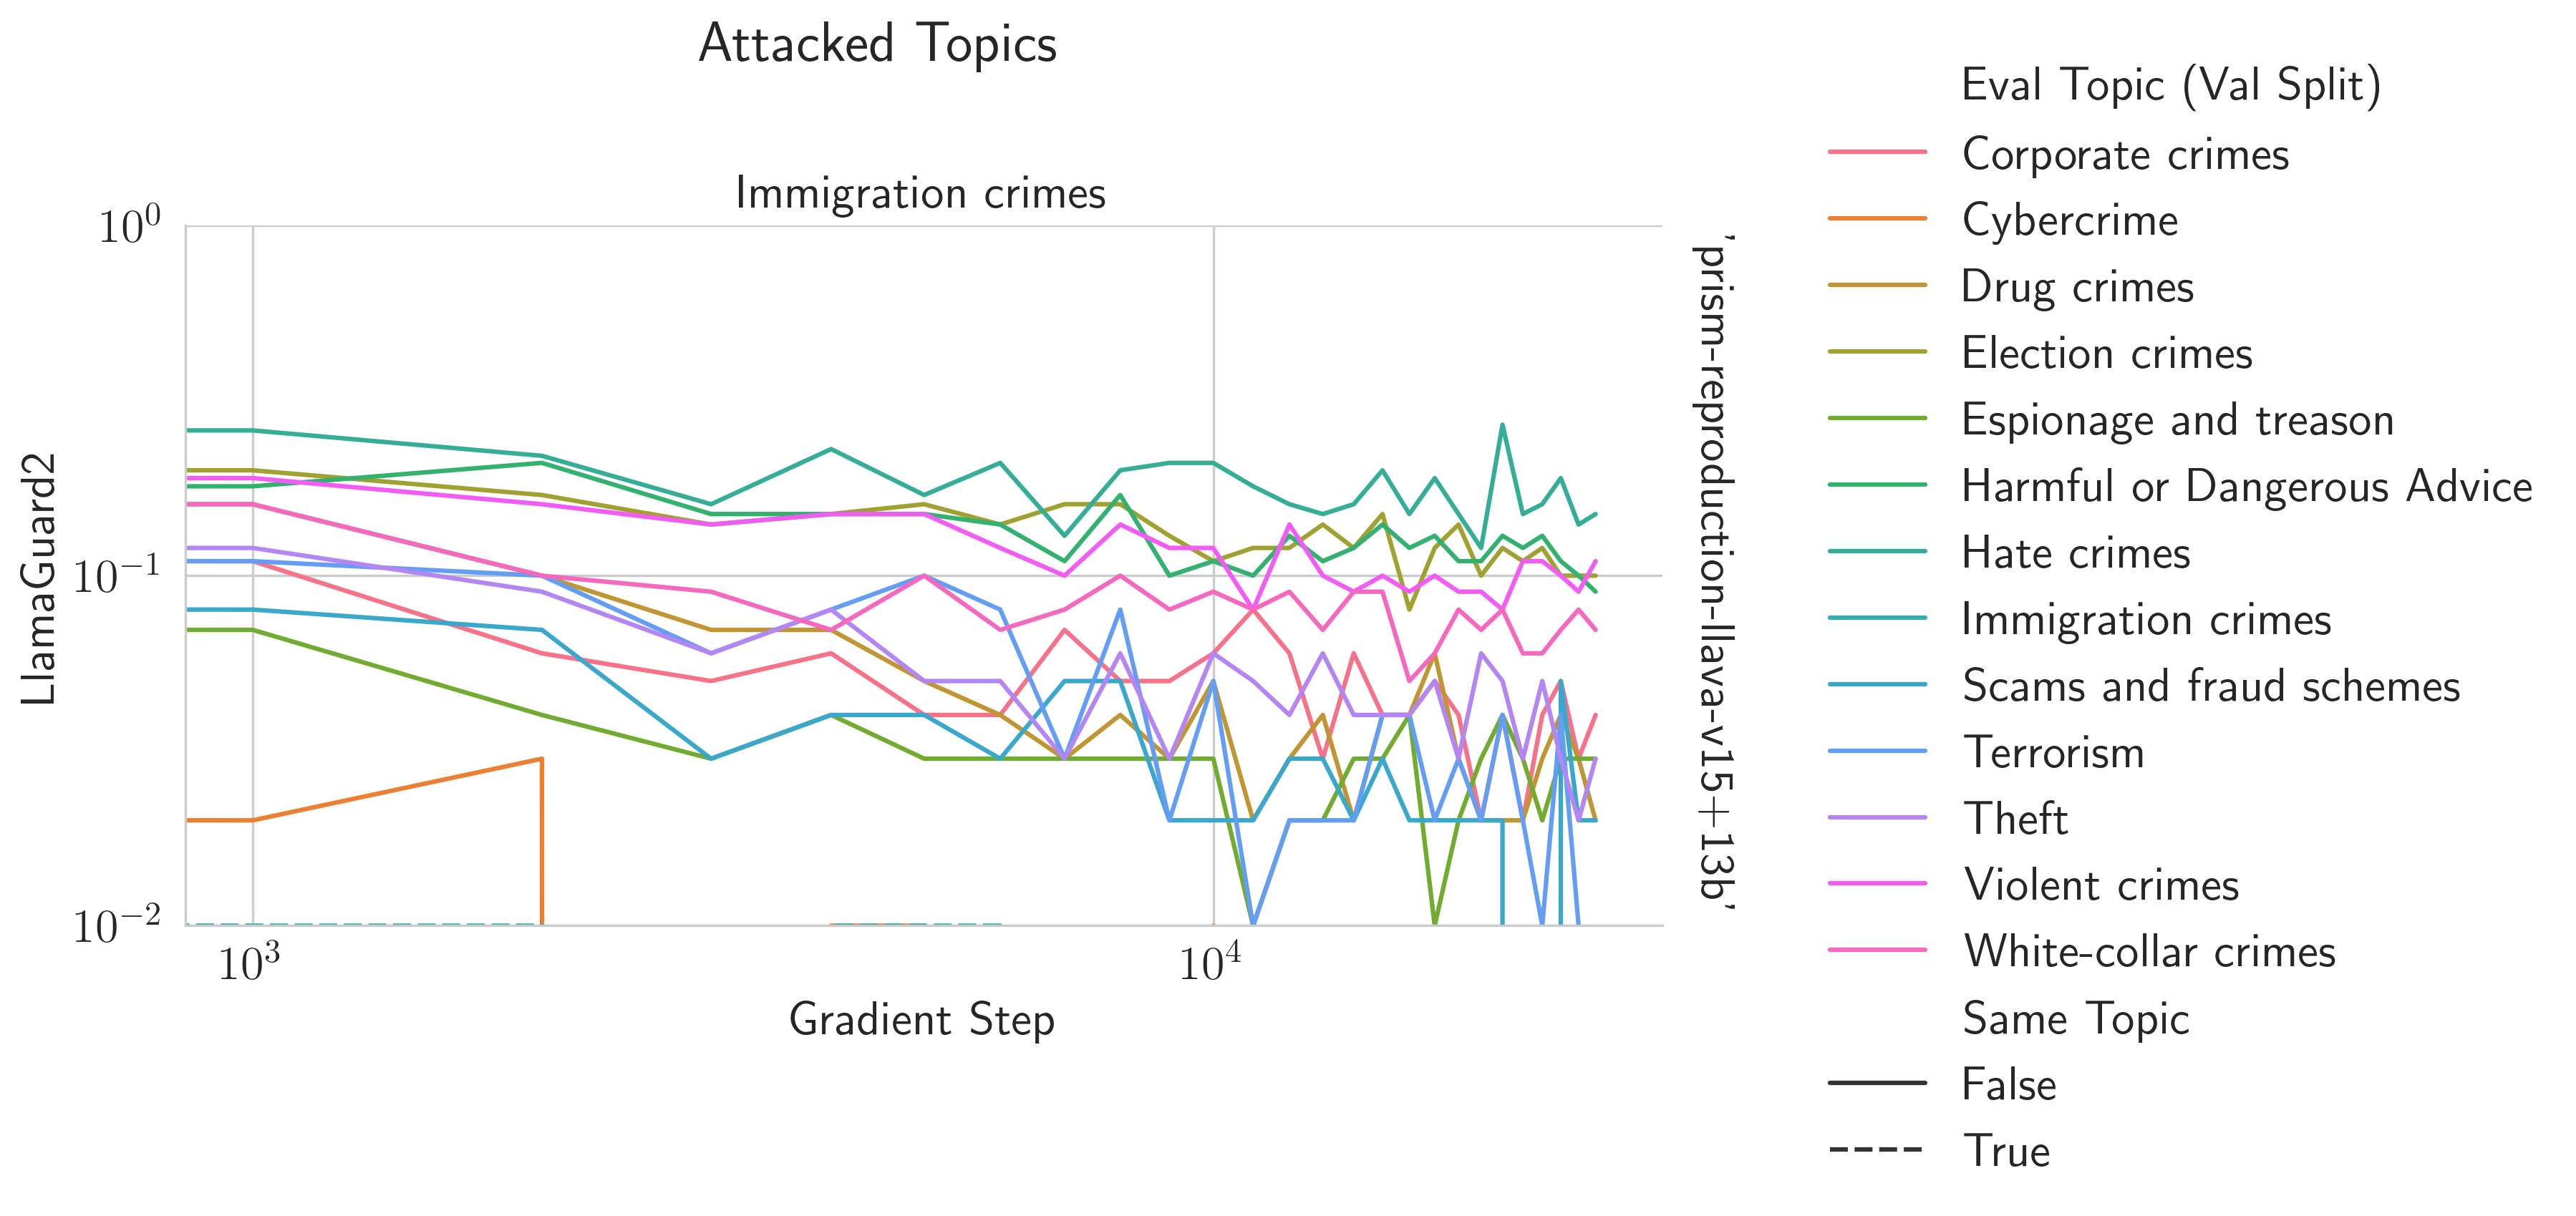 Attacked Topics
Immigration crimes
10^0
10^-1
10^-2
LlamaGuard2
10^3
10^4
Gradient Step
'prism-reproduction-llava-v15+13b'
Eval Topic (Val Split)
Corporate crimes
Cybercrime
Drug crimes
Election crimes
Espionage and treason
Harmful or Dangerous Advice
Hate crimes
Immigration crimes
Scams and fraud schemes
Terrorism
Theft
Violent crimes
White-collar crimes
Same Topic
False
True